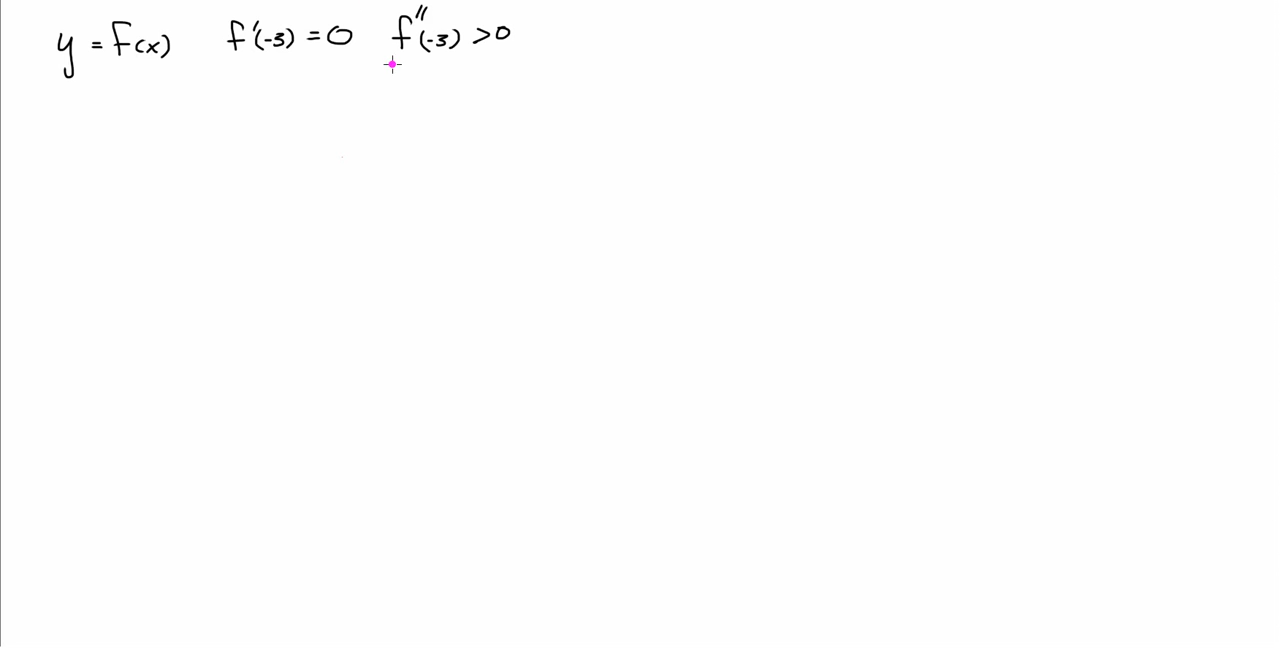 y = f(x) f'(-3) = 0 f''(-3) > 0